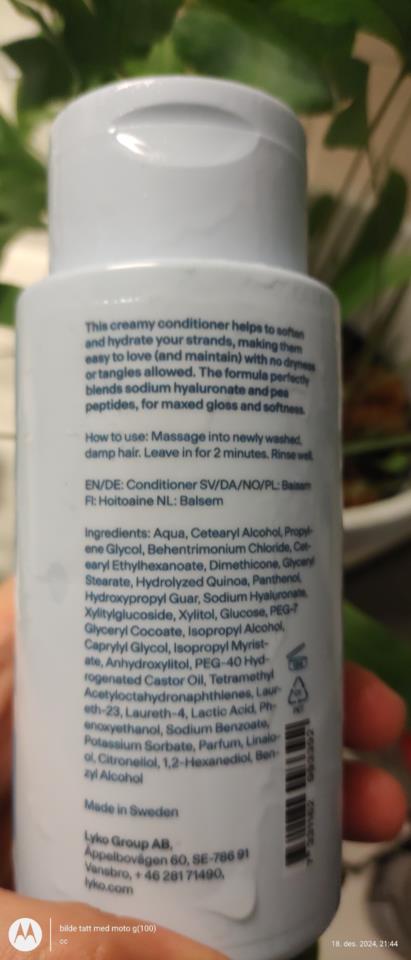 This creamy conditioner helps to soften
and hydrate your strands, making them
easy to love (and maintain) with no dryness
or tangles allowed. The formula perfectly
blends sodium hyaluronate and pea
peptides, for maxed gloss and softness.
How to use: Massage into newly washed,
damp hair. Leave in for 2 minutes. Rinse well.
EN/DE: Conditioner SV/DA/NO/PL: Balsam
FI: Hoitoaine NL: Balsem
Ingredients: Aqua, Cetearyl Alcohol, Propyl-
ene Glycol, Behentrimonium Chloride, Cet-
earyl Ethylhexanoate, Dimethicone, Glyceryl
Stearate, Hydrolyzed Quinoa, Panthenol,
Hydroxypropyl Guar, Sodium Hyaluronate,
Xylitylglucoside, Xylitol, Glucose, PEG-7
Glyceryl Cocoate, Isopropyl Alcohol,
Caprylyl Glycol, Isopropyl Myrist-
ate, Anhydroxylitol, PEG-40 Hyd-
rogenated Castor Oil, Tetramethyl
Acetyloctahydronaphthlenes, Laur-
eth-23, Laureth-4, Lactic Acid, Ph-
enoxyethanol, Sodium Benzoate,
Potassium Sorbate, Parfum, Linalo-
ol, Citronellol, 1,2-Hexanediol, Ben-
zyl Alcohol
Made in Sweden
Lyko Group AB,
Äppelbovägen 60, SE-786 91
Vansbro, + 46 281 71490,
lyko.com
bilde tatt med moto g(100)
cc
18. des. 2024, 21:44